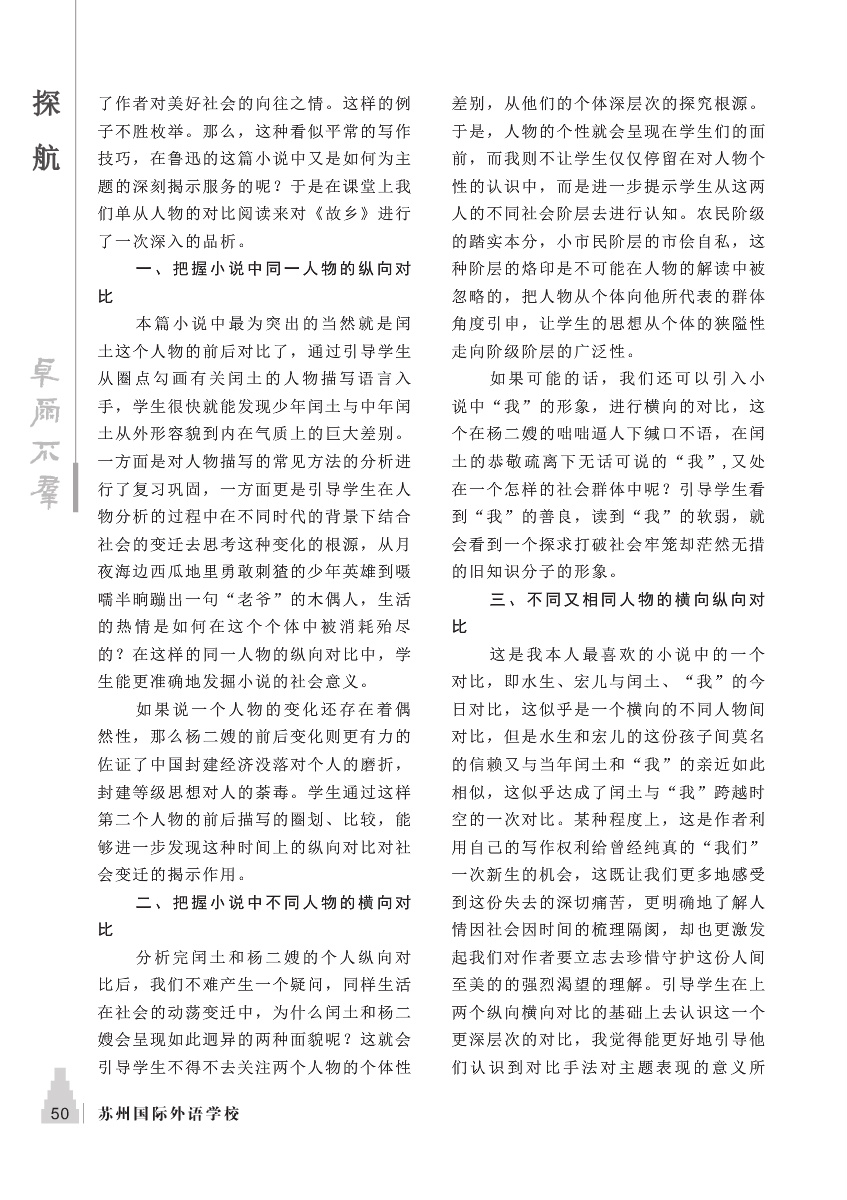 探
航
卓尔不群
了作者对美好社会的向往之情。这样的例
子不胜枚举。那么，这种看似平常的写作
技巧，在鲁迅的这篇小说中又是如何为主
题的深刻揭示服务的呢？于是在课堂上我
们单从人物的对比阅读来对《故乡》进行
了一次深入的品析。
一、把握小说中同一人物的纵向对
比
本篇小说中最为突出的当然就是闰
土这个人物的前后对比了，通过引导学生
从圈点勾画有关闰土的人物描写语言入
手，学生很快就能发现少年闰土与中年闰
土从外形容貌到内在气质上的巨大差别。
一方面是对人物描写的常见方法的分析进
行了复习巩固，一方面更是引导学生在人
物分析的过程中在不同时代的背景下结合
社会的变迁去思考这种变化的根源，从月
夜海边西瓜地里勇敢刺猹的少年英雄到嗫
嚅半晌蹦出一句“老爷”的木偶人，生活
的热情是如何在这个个体中被消耗殆尽
的？在这样的同一人物的纵向对比中，学
生能更准确地发掘小说的社会意义。
如果说一个人物的变化还存在着偶
然性，那么杨二嫂的前后变化则更有力的
佐证了中国封建经济没落对个人的磨折，
封建等级思想对人的荼毒。学生通过这样
第二个人物的前后描写的圈划、比较，能
够进一步发现这种时间上的纵向对比对社
会变迁的揭示作用。
二、把握小说中不同人物的横向对
比
分析完闰土和杨二嫂的个人纵向对
比后，我们不难产生一个疑问，同样生活
在社会的动荡变迁中，为什么闰土和杨二
嫂会呈现如此迥异的两种面貌呢？这就会
引导学生不得不去关注两个人物的个体性
差别，从他们的个体深层次的探究根源。
于是，人物的个性就会呈现在学生们的面
前，而我则不让学生仅仅停留在对人物个
性的认识中，而是进一步提示学生从这两
人的不同社会阶层去进行认知。农民阶级
的踏实本分，小市民阶层的市侩自私，这
种阶层的烙印是不可能在人物的解读中被
忽略的，把人物从个体向他所代表的群体
角度引申，让学生的思想从个体的狭隘性
走向阶级阶层的广泛性。
如果可能的话，我们还可以引入小
说中“我”的形象，进行横向的对比，这
个在杨二嫂的咄咄逼人下缄口不语，在闰
土的恭敬疏离下无话可说的“我”,又处
在一个怎样的社会群体中呢？引导学生看
到“我”的善良，读到“我”的软弱，就
会看到一个探求打破社会牢笼却茫然无措
的旧知识分子的形象。
三、不同又相同人物的横向纵向对
比
这是我本人最喜欢的小说中的一个
对比，即水生、宏儿与闰土、“我”的今
日对比，这似乎是一个横向的不同人物间
对比，但是水生和宏儿的这份孩子间莫名
的信赖又与当年闰土和“我”的亲近如此
相似，这似乎达成了闰土与“我”跨越时
空的一次对比。某种程度上，这是作者利
用自己的写作权利给曾经纯真的“我们”
一次新生的机会，这既让我们更多地感受
到这份失去的深切痛苦，更明确地了解人
情因社会因时间的梳理隔阂，却也更激发
起我们对作者要立志去珍惜守护这份人间
至美的的强烈渴望的理解。引导学生在上
两个纵向横向对比的基础上去认识这一个
更深层次的对比，我觉得能更好地引导他
们认识到对比手法对主题表现的意义所
50 苏州国际外语学校